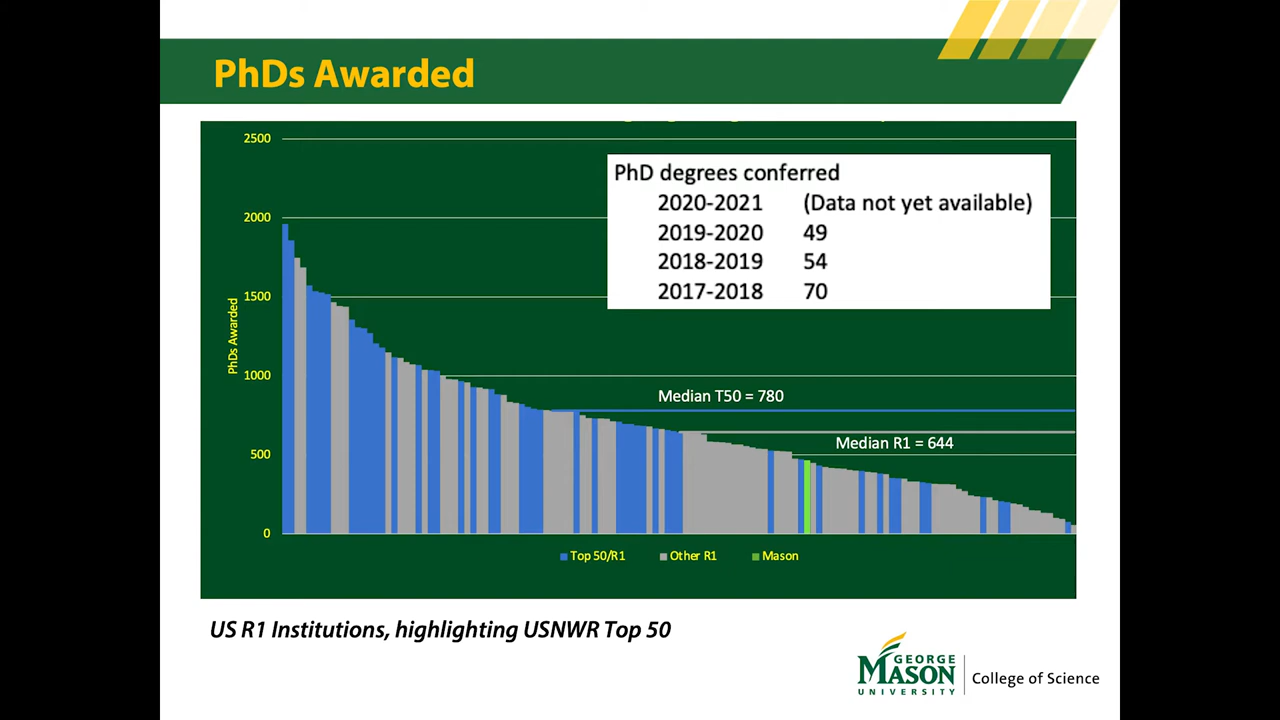 PhDs Awarded
2500
2000
1500
1000
500
0
PhDs Awarded
PhD degrees conferred
2020-2021 (Data not yet available)
2019-2020 49
2018-2019 54
2017-2018 70
Median T50 = 780
Median R1 = 644
Top 50/R1 Other R1 Mason
US R1 Institutions, highlighting USNWR Top 50
GEORGE
MASON
UNIVERSITY
College of Science